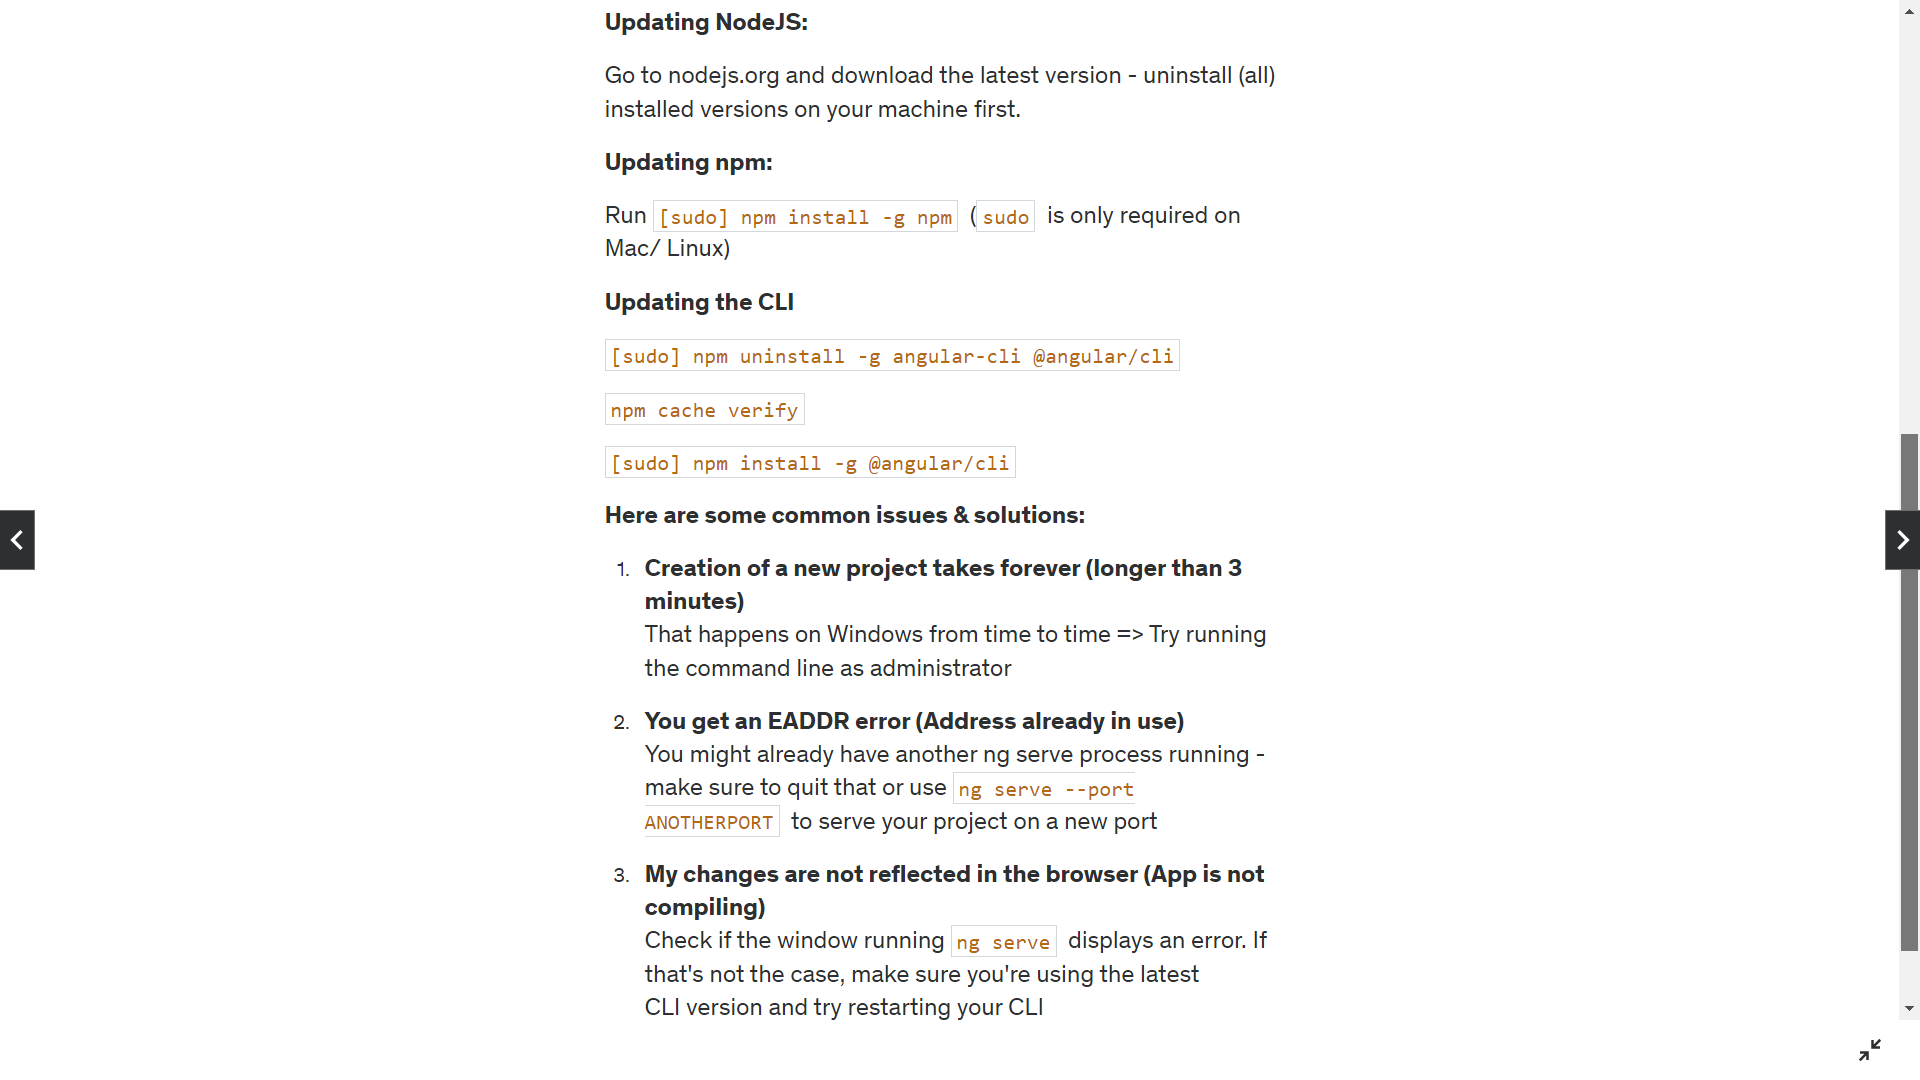 Updating NodeJS:
Go to nodejs.org and download the latest version - uninstall (all)
installed versions on your machine first.
Updating npm:
Run [sudo] npm install -g npm (sudo is only required on
Mac/ Linux)
Updating the CLI
[sudo] npm uninstall -g angular-cli @angular/cli
npm cache verify
[sudo] npm install -g @angular/cli
Here are some common issues & solutions:
1. Creation of a new project takes forever (longer than 3
minutes)
That happens on Windows from time to time => Try running
the command line as administrator
2. You get an EADDR error (Address already in use)
You might already have another ng serve process running -
make sure to quit that or use ng serve --port
ANOTHERPORT to serve your project on a new port
3. My changes are not reflected in the browser (App is not
compiling)
Check if the window running ng serve displays an error. If
that's not the case, make sure you're using the latest
CLI version and try restarting your CLI